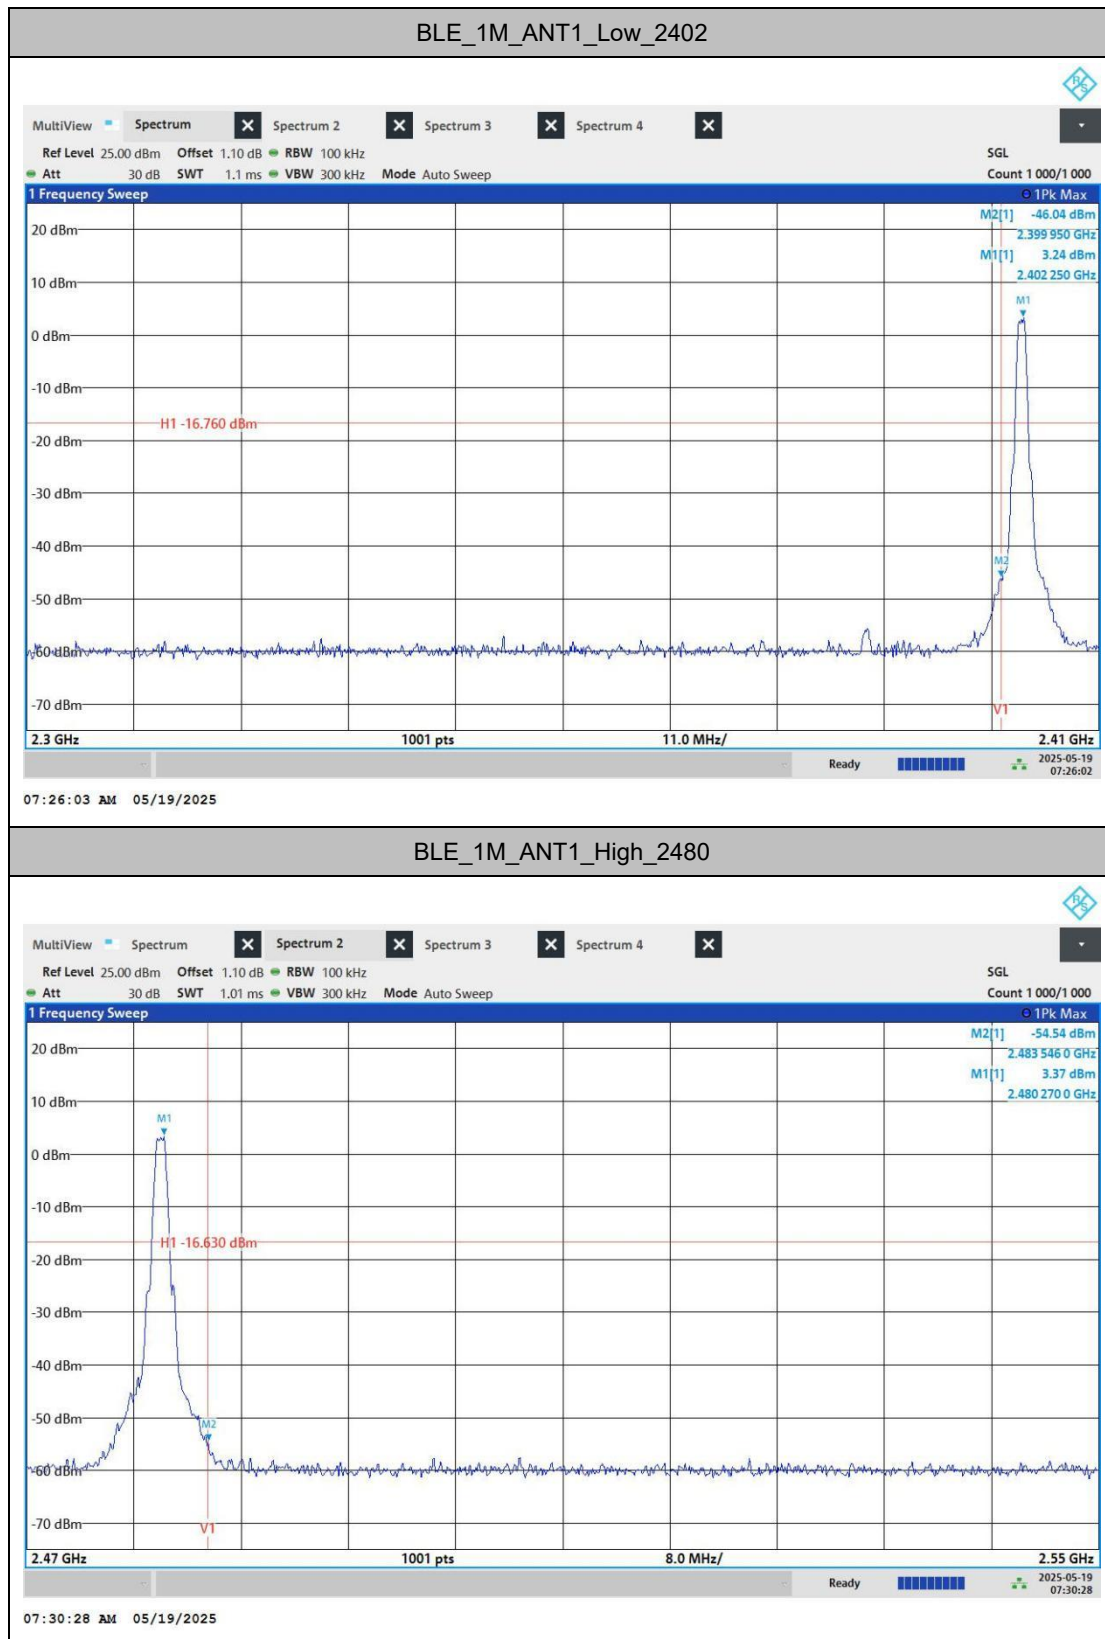 BLE_1M_ANT1_Low_2402
R S
MultiView Spectrum X Spectrum 2 X Spectrum 3 X Spectrum 4 X
Ref Level 25.00 dBm Offset 1.10 dB RBW 100 kHz SGL
Att 30 dB SWT 1.1 ms VBW 300 kHz Mode Auto Sweep Count 1 000/1 000
1 Frequency Sweep 1Pk Max
M2[1] -46.04 dBm
20 dBm
2.399 950 GHz
M1[1] 3.24 dBm
10 dBm
2.402 250 GHz
M1
0 dBm
-10 dBm
H1 -16.760 dBm
-20 dBm
-30 dBm
-40 dBm
M2
-50 dBm
-60 dBm
-70 dBm
V1
2.3 GHz 1001 pts 11.0 MHz/ 2.41 GHz
Ready 2025-05-19
07:26:02
07:26:03 AM 05/19/2025
BLE_1M_ANT1_High_2480
R S
MultiView Spectrum X Spectrum 2 X Spectrum 3 X Spectrum 4 X
Ref Level 25.00 dBm Offset 1.10 dB RBW 100 kHz SGL
Att 30 dB SWT 1.01 ms VBW 300 kHz Mode Auto Sweep Count 1 000/1 000
1 Frequency Sweep 1Pk Max
M2[1] -54.54 dBm
20 dBm
2.483 546 0 GHz
M1[1] 3.37 dBm
2.480 270 0 GHz
10 dBm
M1
0 dBm
-10 dBm
H1 -16.630 dBm
-20 dBm
-30 dBm
-40 dBm
-50 dBm
M2
-60 dBm
-70 dBm
V1
2.47 GHz 1001 pts 8.0 MHz/ 2.55 GHz
Ready 2025-05-19
07:30:28
07:30:28 AM 05/19/2025